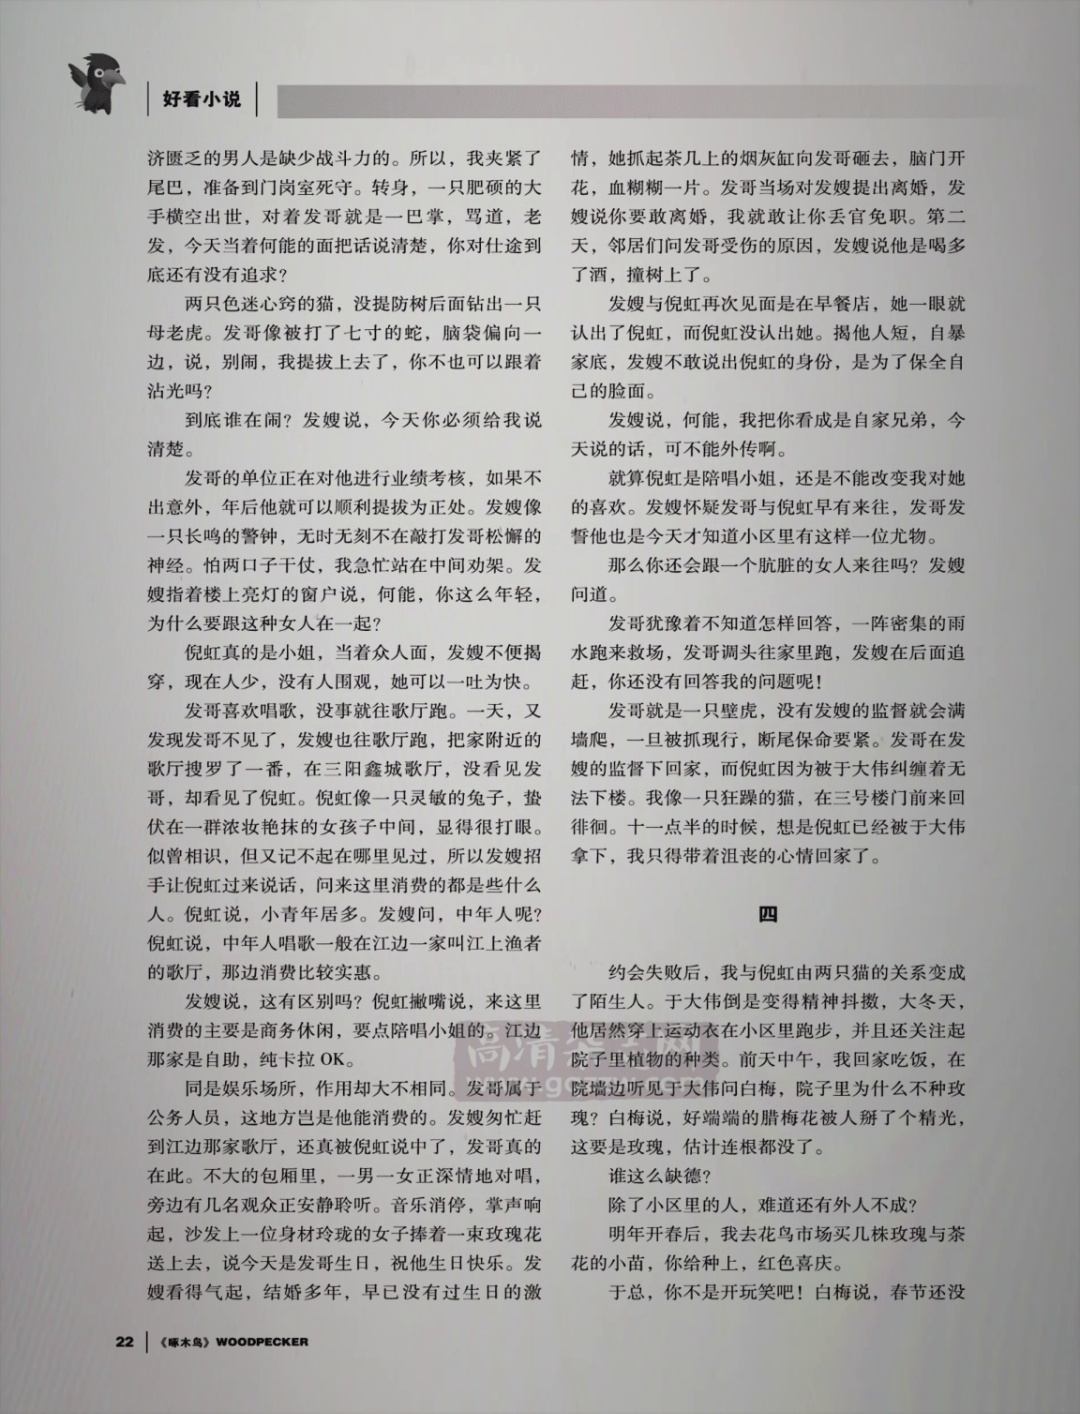 好看小说
济匮乏的男人是缺少战斗力的。所以，我夹紧了
尾巴，准备到门岗室死守。转身，一只肥硕的大
手横空出世，对着发哥就是一巴掌，骂道，老
发，今天当着何能的面把话说清楚，你对仕途到
底还有没有追求？
两只色迷心窍的猫，没提防树后面钻出一只
母老虎。发哥像被打了七寸的蛇，脑袋偏向一
边，说，别闹，我提拔上去了，你不也可以跟着
沾光吗？
到底谁在闹？发嫂说，今天你必须给我说
清楚。
发哥的单位正在对他进行业绩考核，如果不
出意外，年后他就可以顺利提拔为正处。发嫂像
一只长鸣的警钟，无时无刻不在敲打发哥松懈的
神经。怕两口子干仗，我急忙站在中间劝架。发
嫂指着楼上亮灯的窗户说，何能，你这么年轻，
为什么要跟这种女人在一起？
倪虹真的是小姐，当着众人面，发嫂不便揭
穿，现在人少，没有人围观，她可以一吐为快。
发哥喜欢唱歌，没事就往歌厅跑。一天，又
发现发哥不见了，发嫂也往歌厅跑，把家附近的
歌厅搜罗了一番，在三阳鑫城歌厅，没看见发
哥，却看见了倪虹。倪虹像一只灵敏的兔子，蛰
伏在一群浓妆艳抹的女孩子中间，显得很打眼。
似曾相识，但又记不起在哪里见过，所以发嫂招
手让倪虹过来说话，问来这里消费的都是些什么
人。倪虹说，小青年居多。发嫂问，中年人呢？
倪虹说，中年人唱歌一般在江边一家叫江上渔者
的歌厅，那边消费比较实惠。
发嫂说，这有区别吗？倪虹撇嘴说，来这里
消费的主要是商务休闲，要点陪唱小姐的。江边
那家是自助，纯卡拉 OK。
同是娱乐场所，作用却大不相同。发哥属于
公务人员，这地方岂是他能消费的。发嫂匆忙赶
到江边那家歌厅，还真被倪虹说中了，发哥真的
在此。不大的包厢里，一男一女正深情地对唱，
旁边有几名观众正安静聆听。音乐消停，掌声响
起，沙发上一位身材玲珑的女子捧着一束玫瑰花
送上去，说今天是发哥生日，祝他生日快乐。发
嫂看得气起，结婚多年，早已没有过生日的激
情，她抓起茶几上的烟灰缸向发哥砸去，脑门开
花，血糊糊一片。发哥当场对发嫂提出离婚，发
嫂说你要敢离婚，我就敢让你丢官免职。第二
天，邻居们问发哥受伤的原因，发嫂说他是喝多
了酒，撞树上了。
发嫂与倪虹再次见面是在早餐店，她一眼就
认出了倪虹，而倪虹没认出她。揭他人短，自暴
家底，发嫂不敢说出倪虹的身份，是为了保全自
己的脸面。
发嫂说，何能，我把你看成是自家兄弟，今
天说的话，可不能外传啊。
就算倪虹是陪唱小姐，还是不能改变我对她
的喜欢。发嫂怀疑发哥与倪虹早有来往，发哥发
誓他也是今天才知道小区里有这样一位尤物。
那么你还会跟一个肮脏的女人来往吗？发嫂
问道。
发哥犹豫着不知道怎样回答，一阵密集的雨
水跑来救场，发哥调头往家里跑，发嫂在后面追
赶，你还没有回答我的问题呢！
发哥就是一只壁虎，没有发嫂的监督就会满
墙爬，一旦被抓现行，断尾保命要紧。发哥在发
嫂的监督下回家，而倪虹因为被于大伟纠缠着无
法下楼。我像一只狂躁的猫，在三号楼门前来回
徘徊。十一点半的时候，想是倪虹已经被于大伟
拿下，我只得带着沮丧的心情回家了。
四
约会失败后，我与倪虹由两只猫的关系变成
了陌生人。于大伟倒是变得精神抖擞，大冬天，
他居然穿上运动衣在小区里跑步，并且还关注起
院子里植物的种类。前天中午，我回家吃饭，在
院墙边听见于大伟问白梅，院子里为什么不种玫
瑰？白梅说，好端端的腊梅花被人掰了个精光，
这要是玫瑰，估计连根都没了。
谁这么缺德？
除了小区里的人，难道还有外人不成？
明年开春后，我去花鸟市场买几株玫瑰与茶
花的小苗，你给种上，红色喜庆。
于总，你不是开玩笑吧！白梅说，春节还没
22 《啄木鸟》WOODPECKER